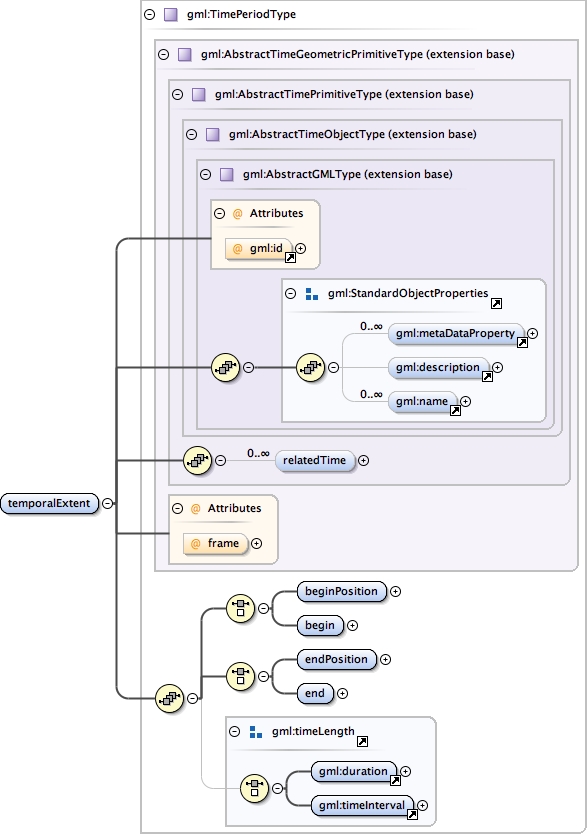 gml:TimePeriodType
gml:AbstractTimeGeometricPrimitiveType (extension base)
gml:AbstractTimePrimitiveType (extension base)
gml:AbstractTimeObjectType (extension base)
gml:AbstractGMLType (extension base)
@ Attributes
@ gml:id
gml:StandardObjectProperties
0..∞
gml:metaDataProperty
gml:description
0..∞
gml:name
0..∞
relatedTime
temporalExtent
@ Attributes
@ frame
beginPosition
begin
endPosition
end
gml:timeLength
gml:duration
gml:timeInterval